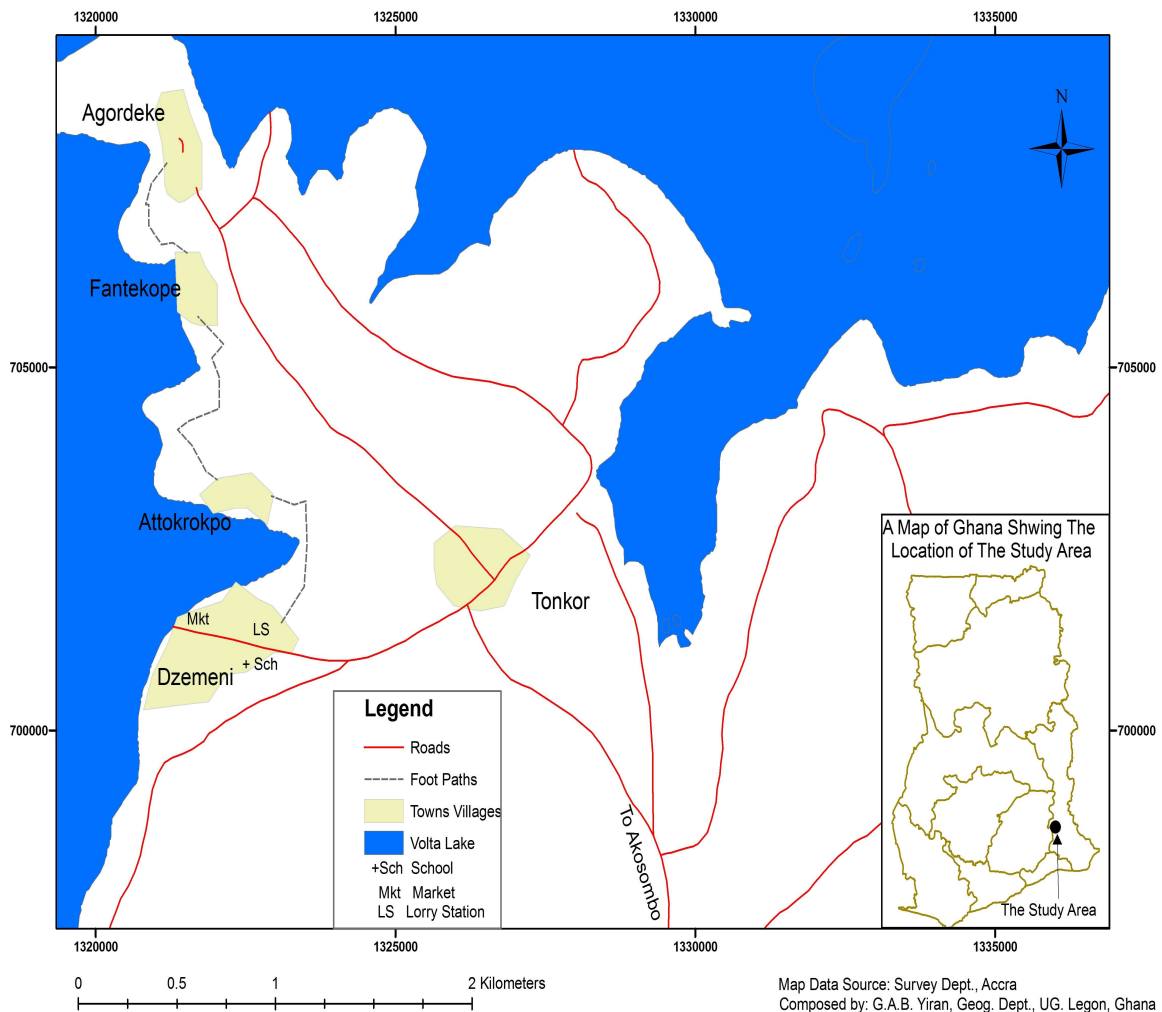 1320000 1325000 1330000 1335000
N
Agordeke
Fantekope
705000 705000
Attokrokpo
A Map of Ghana Shwing The
Location of The Study Area
Tonkor
Mkt
LS
+ Sch
Dzemeni
Legend
Roads
Foot Paths
Towns Villages
Volta Lake
+Sch School
Mkt Market
LS Lorry Station
700000 700000
To Akosombo
The Study Area
1320000 1325000 1330000 1335000
0 0.5 1 2 Kilometers
Map Data Source: Survey Dept., Accra
Composed by: G.A.B. Yiran, Geog. Dept., UG. Legon, Ghana